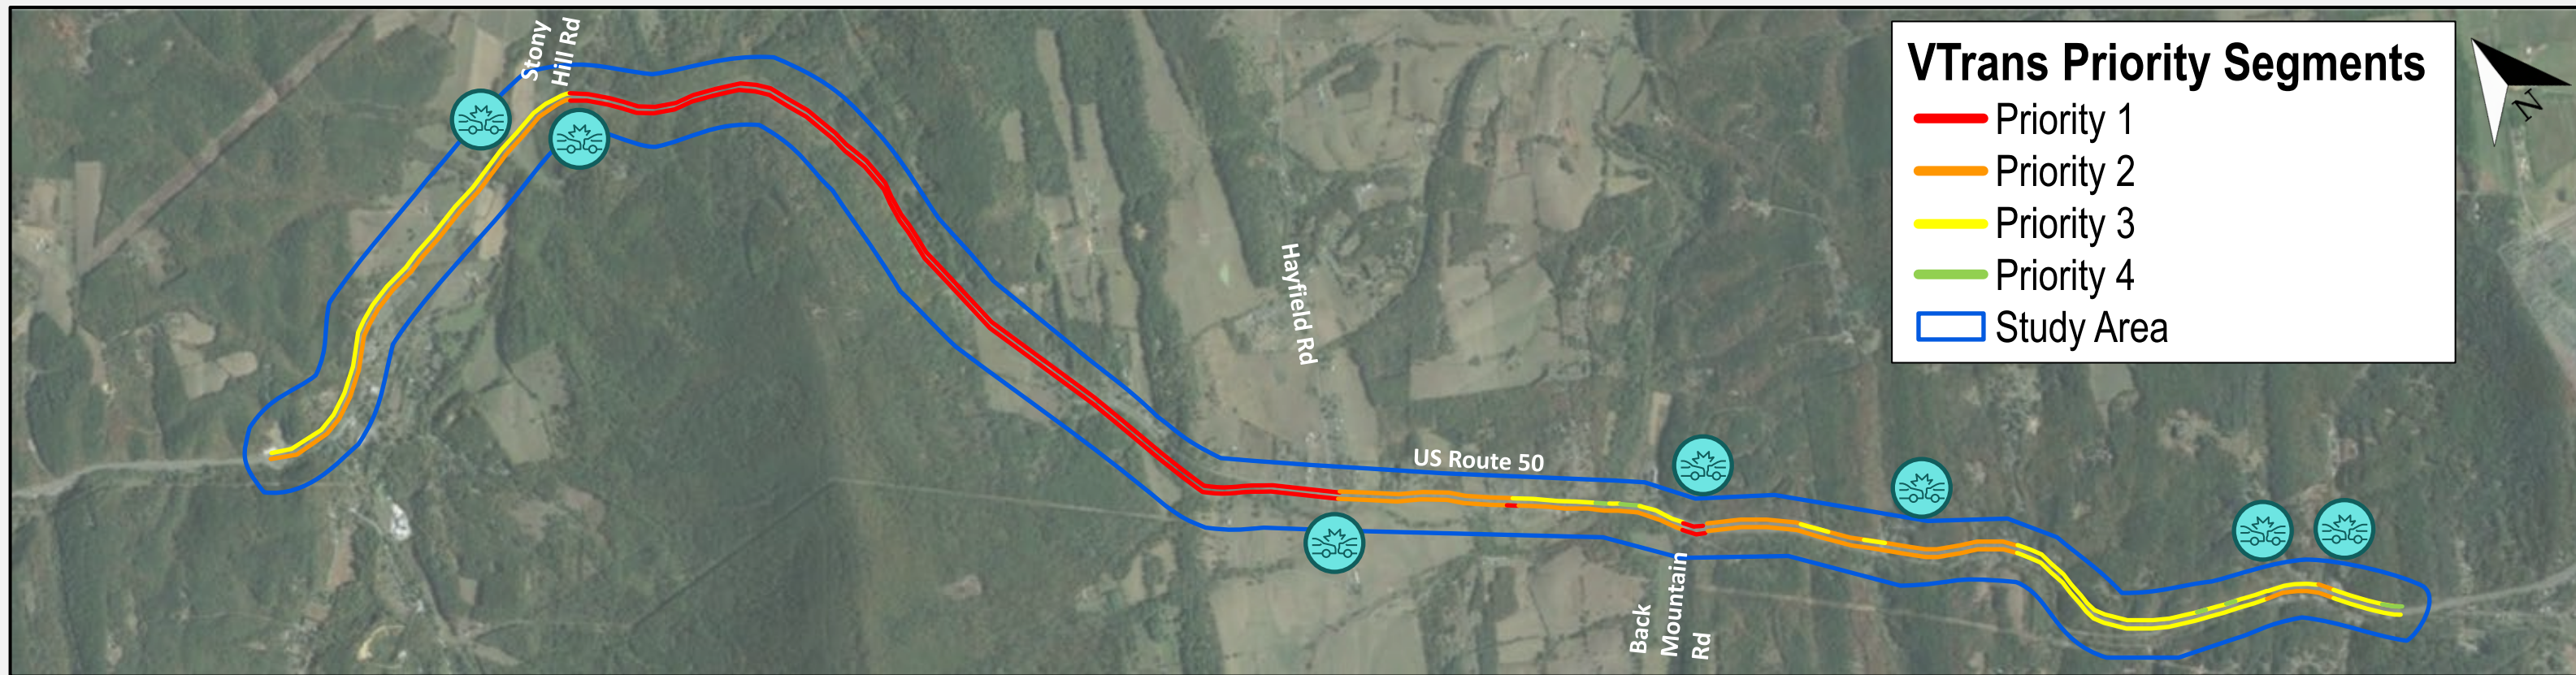 Stony
Hill Rd
VTrans Priority Segments
Priority 1
Priority 2
Priority 3
Priority 4
Study Area
N
Hayfield Rd
US Route 50
Back
Mountain
Rd